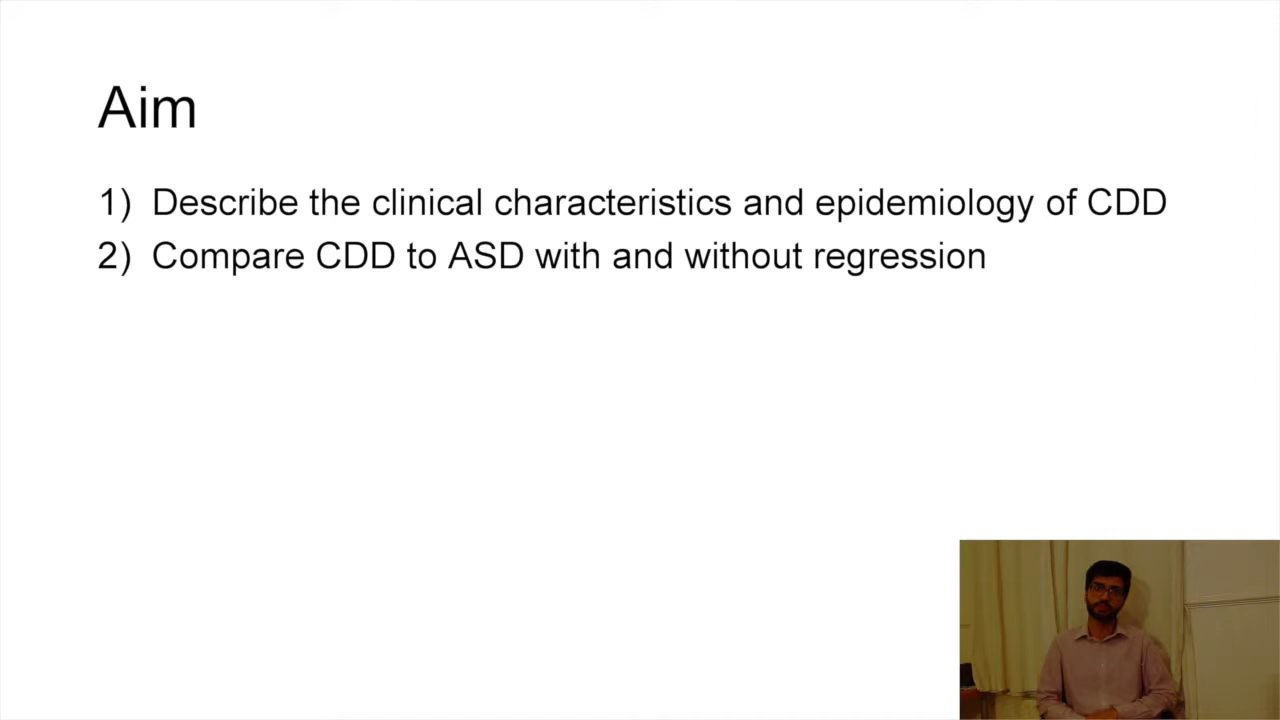 Aim
1) Describe the clinical characteristics and epidemiology of CDD
2) Compare CDD to ASD with and without regression